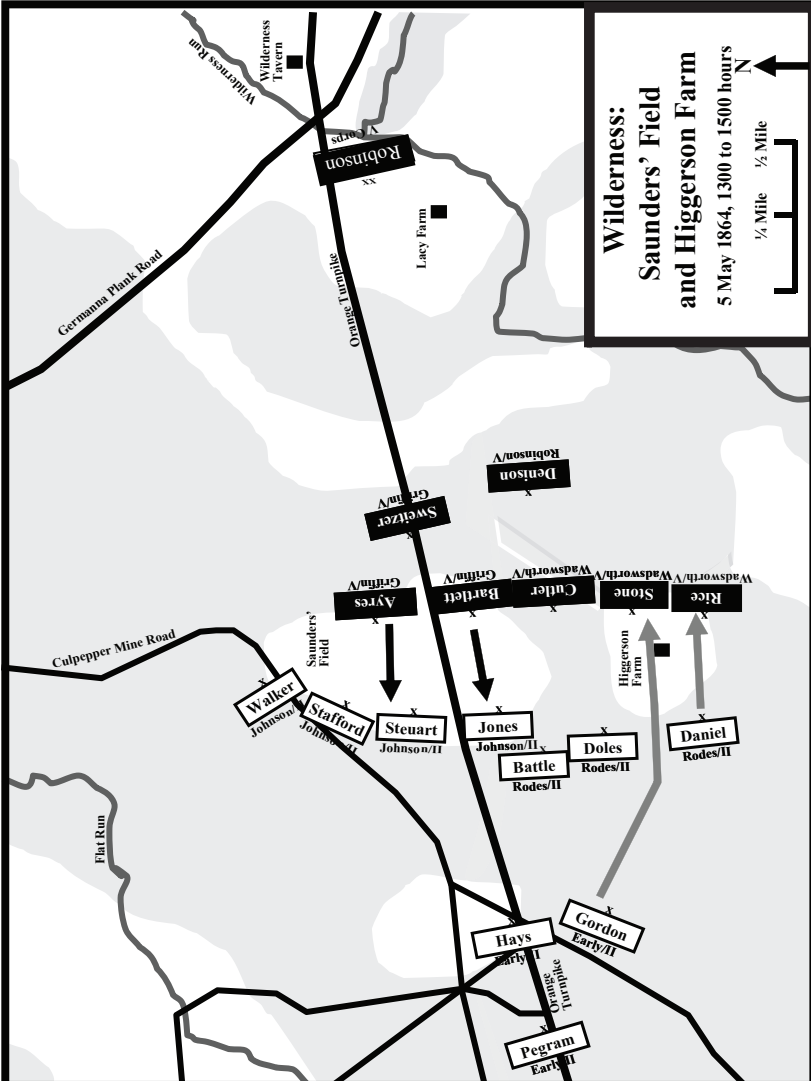 Wilderness:
Saunders’ Field
and Higgerson Farm
5 May 1864, 1300 to 1500 hours
N
¼ Mile
½ Mile
Wilderness Run
Wilderness
Tavern
V Corps
Robinson
xx
Lacy Farm
Germanna Plank Road
Orange Turnpike
Robinson/V
Denison
x
Griffin/V
Sweitzer
x
Griffin/V
Ayres
x
Griffin/V
Bartlett
x
Wadsworth/V
Cutler
x
Wadsworth/V
Stone
x
Wadsworth/V
Rice
x
Culpepper Mine Road
Saunders’
Field
Higgerson
Farm
x
Walker
Johnson/II
x
Stafford
Johnson/II
x
Steuart
Johnson/II
x
Jones
Johnson/II
x
Battle
Rodes/II
x
Doles
Rodes/II
x
Daniel
Rodes/II
Flat Run
x
Hays
Early/II
x
Gordon
Early/II
Orange
Turnpike
x
Pegram
Early/II